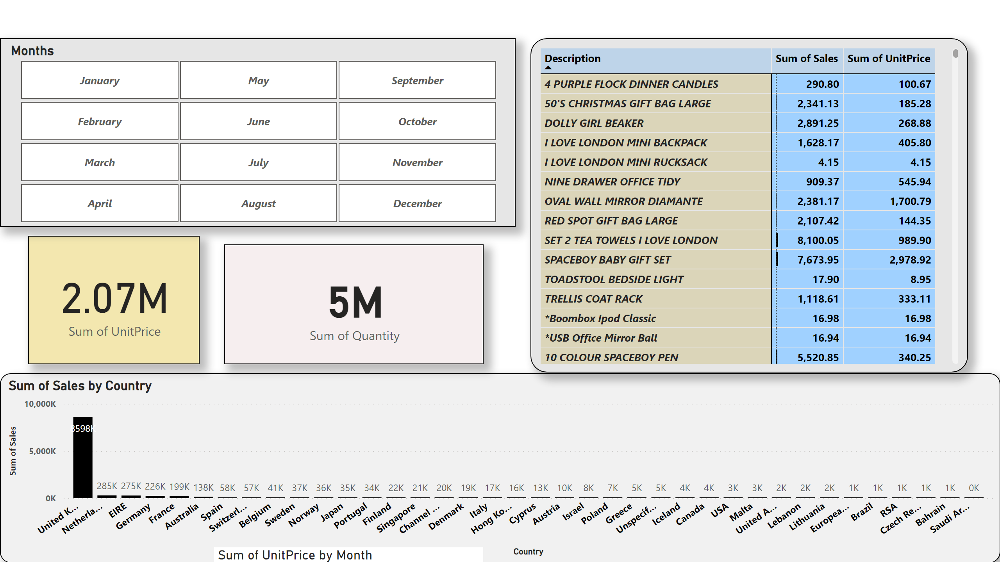 Months
January May September
February June October
March July November
April August December
Description Sum of Sales Sum of UnitPrice
4 PURPLE FLOCK DINNER CANDLES 290.80 100.67
50'S CHRISTMAS GIFT BAG LARGE 2,341.13 185.28
DOLLY GIRL BEAKER 2,891.25 268.88
I LOVE LONDON MINI BACKPACK 1,628.17 405.80
I LOVE LONDON MINI RUCKSACK 4.15 4.15
NINE DRAWER OFFICE TIDY 909.37 545.94
OVAL WALL MIRROR DIAMANTE 2,381.17 1,700.79
RED SPOT GIFT BAG LARGE 2,107.42 144.35
SET 2 TEA TOWELS I LOVE LONDON 8,100.05 989.90
SPACEBOY BABY GIFT SET 7,673.95 2,978.92
TOADSTOOL BEDSIDE LIGHT 17.90 8.95
TRELLIS COAT RACK 1,118.61 333.11
*Boombox Ipod Classic 16.98 16.98
*USB Office Mirror Ball 16.94 16.94
10 COLOUR SPACEBOY PEN 5,520.85 340.25
2.07M
Sum of UnitPrice
5M
Sum of Quantity
Sum of Sales by Country
Sum of Sales
10,000K
5,000K
0K
8598K 285K 275K 226K 199K 138K 58K 57K 41K 37K 36K 35K 34K 22K 21K 20K 19K 17K 16K 13K 10K 8K 7K 5K 5K 4K 4K 3K 3K 2K 2K 2K 1K 1K 1K 1K 1K 0K
United K... Netherla... EIRE Germany France Australia Spain Switzerl... Belgium Sweden Norway Japan Portugal Finland Singapore Channel ... Denmark Italy Hong Ko... Cyprus Austria Israel Poland Greece Unspecif... Iceland Canada USA Malta United A... Lebanon Lithuania Europea... Brazil RSA Czech Re... Bahrain Saudi Ar...
Country
Sum of UnitPrice by Month